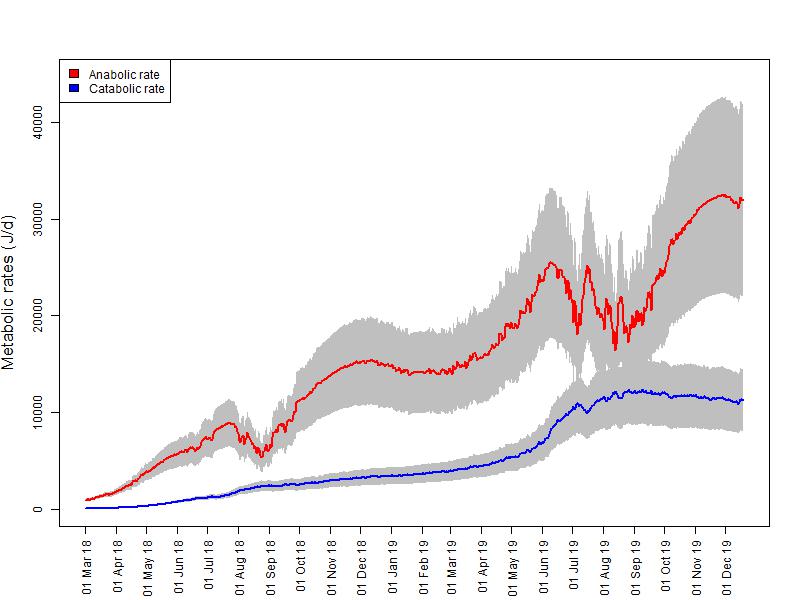 Anabolic rate
Catabolic rate
Metabolic rates (J/d)
40000
30000
20000
10000
0
01 Mar 18
01 Apr 18
01 May 18
01 Jun 18
01 Jul 18
01 Aug 18
01 Sep 18
01 Oct 18
01 Nov 18
01 Dec 18
01 Jan 19
01 Feb 19
01 Mar 19
01 Apr 19
01 May 19
01 Jun 19
01 Jul 19
01 Aug 19
01 Sep 19
01 Oct 19
01 Nov 19
01 Dec 19